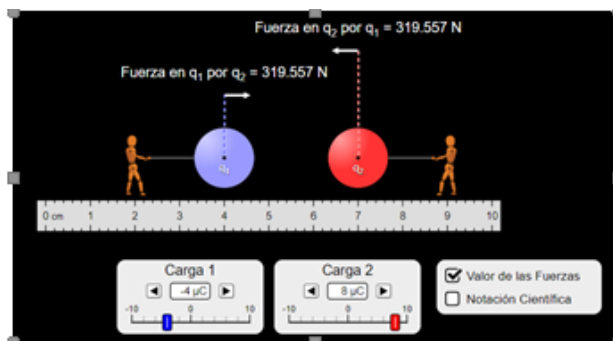 Fuerza en q₂ por q₁ = 319.557 N
Fuerza en q₁ por q₂ = 319.557 N
q₁
q₂
0 cm 1 2 3 4 5 6 7 8 9 10
Carga 1
-4 µC
-10 0 10
Carga 2
8 µC
-10 0 10
Valor de las Fuerzas
Notación Científica